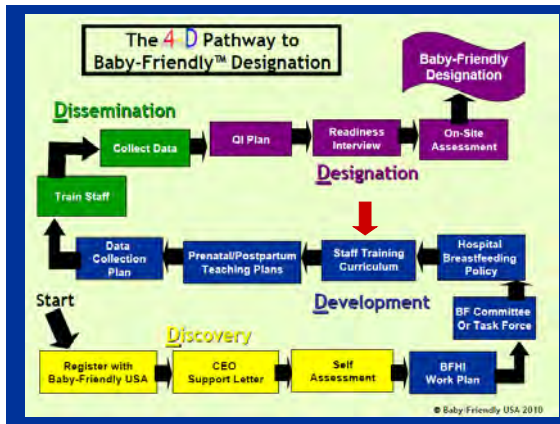 The 4 D Pathway to
Baby-Friendly™ Designation
Baby-Friendly
Designation
Dissemination
Collect Data
QI Plan
Readiness
Interview
On-Site
Assessment
Designation
Train Staff
Data
Collection
Plan
Prenatal/Postpartum
Teaching Plans
Staff Training
Curriculum
Hospital
Breastfeeding
Policy
Development
Start
BF Committee
Or Task Force
Discovery
Register with
Baby-Friendly USA
CEO
Support Letter
Self
Assessment
BFHI
Work Plan
© Baby-Friendly USA 2010